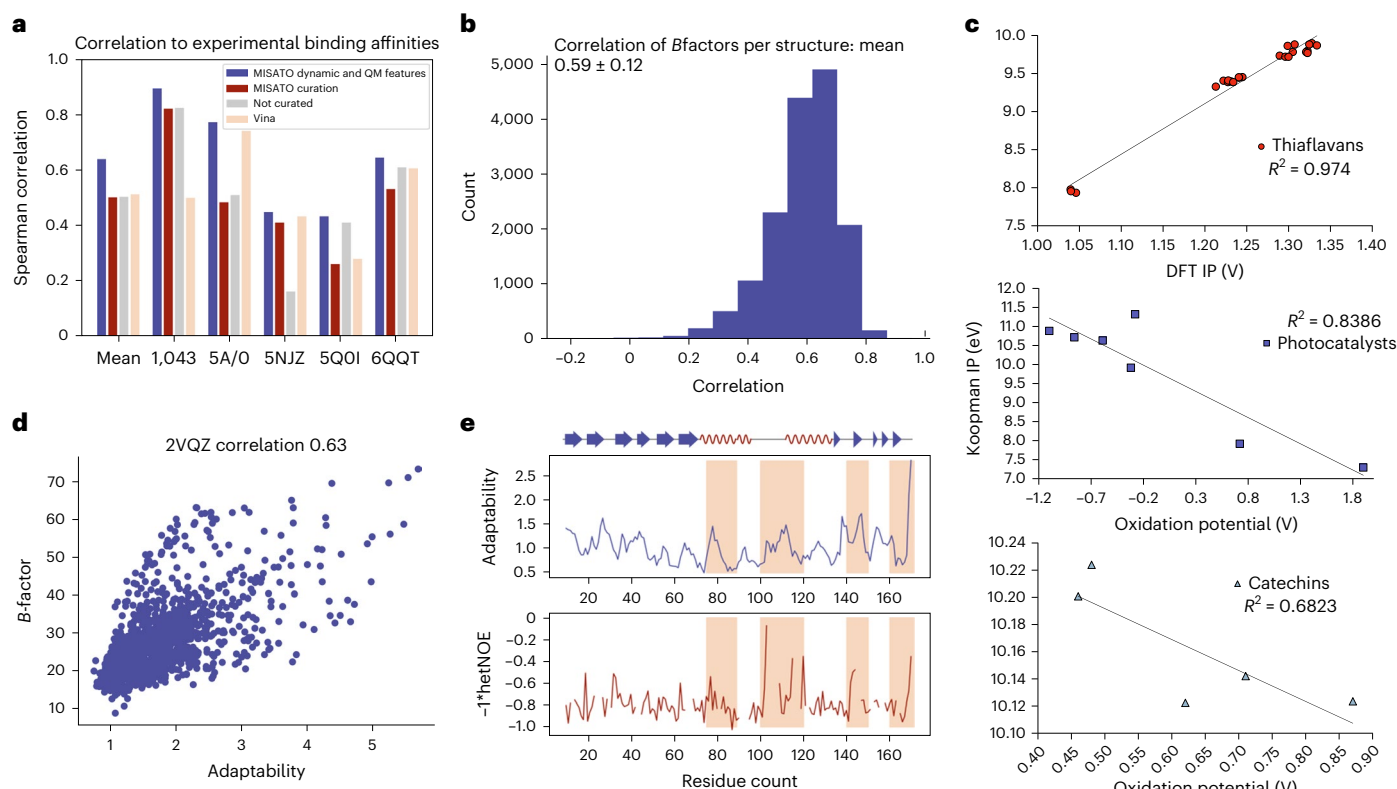 a
Correlation to experimental binding affinities
1.0
0.8
0.6
0.4
0.2
0
Spearman correlation
MISATO dynamic and QM features
MISATO curation
Not curated
Vina
Mean 1,043 5A/0 5NJZ 5Q0I 6QQT
b
Correlation of Bfactors per structure: mean
0.59 ± 0.12
5,000
4,000
3,000
2,000
1,000
0
Count
−0.2 0 0.2 0.4 0.6 0.8 1.0
Correlation
c
10.0
9.5
9.0
8.5
8.0
7.5
Thiaflavans
R² = 0.974
1.00 1.05 1.10 1.15 1.20 1.25 1.30 1.35 1.40
DFT IP (V)
12.0
11.0
10.5
10.0
9.5
9.0
8.5
8.0
7.5
7.0
Koopman IP (eV)
R² = 0.8386
Photocatalysts
−1.2 −0.7 −0.2 0.3 0.8 1.3 1.8
Oxidation potential (V)
10.24
10.22
10.20
10.18
10.16
10.14
10.12
10.10
Catechins
R² = 0.6823
0.40 0.45 0.50 0.55 0.60 0.65 0.70 0.75 0.80 0.85 0.90
Oxidation potential (V)
d
2VQZ correlation 0.63
70
60
50
40
30
20
10
B-factor
1 2 3 4 5
Adaptability
e
2.5
2.0
1.5
1.0
0.5
Adaptability
20 40 60 80 100 120 140 160
0
−0.2
−0.4
−0.6
−0.8
−1.0
−1*hetNOE
20 40 60 80 100 120 140 160
Residue count